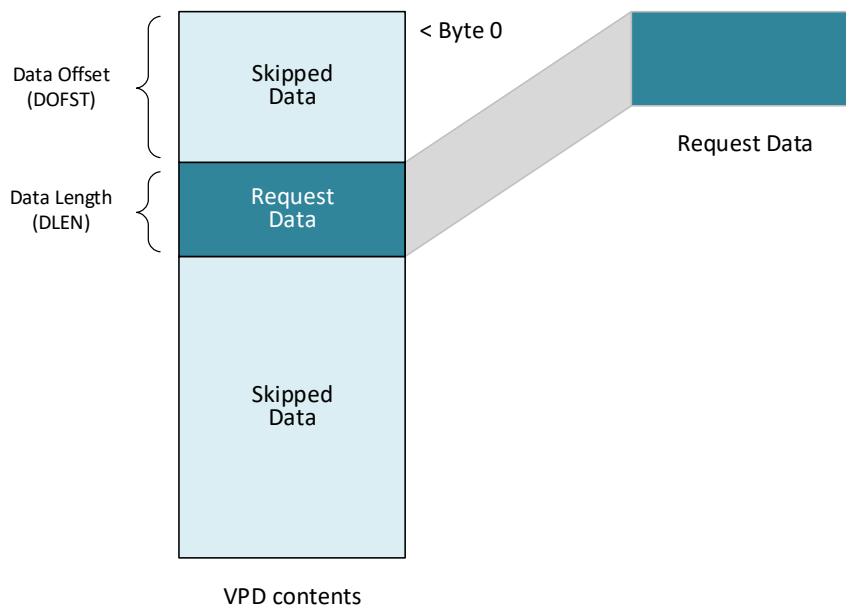 < Byte 0
Skipped
Data
Data Offset
(DOFST)
Request Data
Data Length
(DLEN)
Request
Data
Skipped
Data
VPD contents